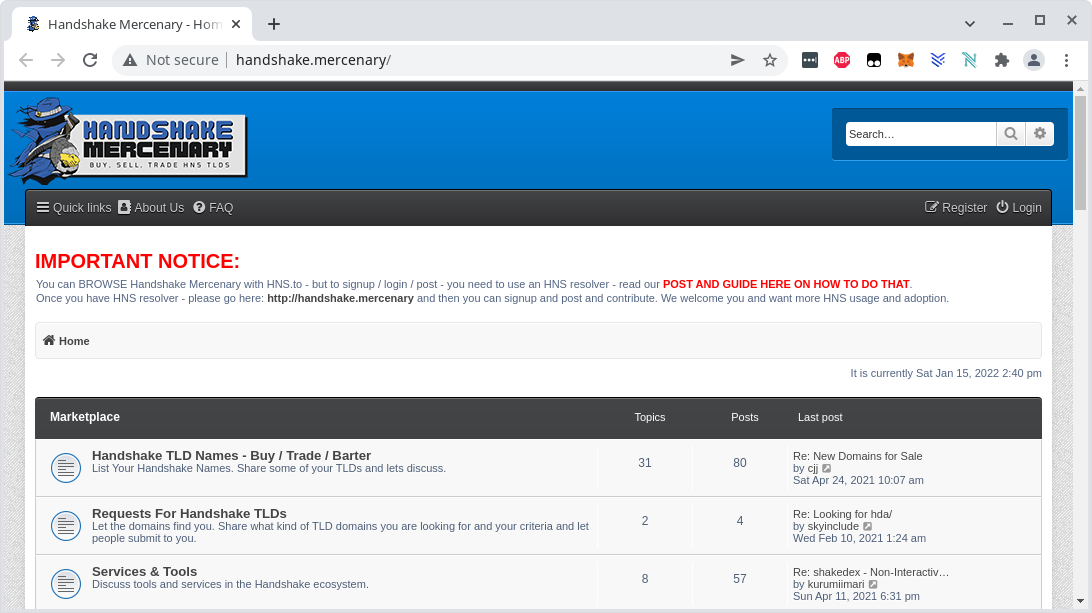 Handshake Mercenary - Hom
Not secure
handshake.mercenary/
ABP
HANDSHAKE
MERCENARY
BUY. SELL. TRADE HNS TLDS
Search…
Quick links
About Us
FAQ
Register
Login
IMPORTANT NOTICE:
You can BROWSE Handshake Mercenary with HNS.to - but to signup / login / post - you need to use an HNS resolver - read our POST AND GUIDE HERE ON HOW TO DO THAT.
Once you have HNS resolver - please go here: http://handshake.mercenary and then you can signup and post and contribute. We welcome you and want more HNS usage and adoption.
Home
It is currently Sat Jan 15, 2022 2:40 pm
Marketplace Topics Posts Last post
Handshake TLD Names - Buy / Trade / Barter
List Your Handshake Names. Share some of your TLDs and lets discuss.
31
80
Re: New Domains for Sale
by cjj
Sat Apr 24, 2021 10:07 am
Requests For Handshake TLDs
Let the domains find you. Share what kind of TLD domains you are looking for and your criteria and let
people submit to you.
2
4
Re: Looking for hda/
by skyinclude
Wed Feb 10, 2021 1:24 am
Services & Tools
Discuss tools and services in the Handshake ecosystem.
8
57
Re: shakedex - Non-Interactiv…
by kurumiimari
Sun Apr 11, 2021 6:31 pm